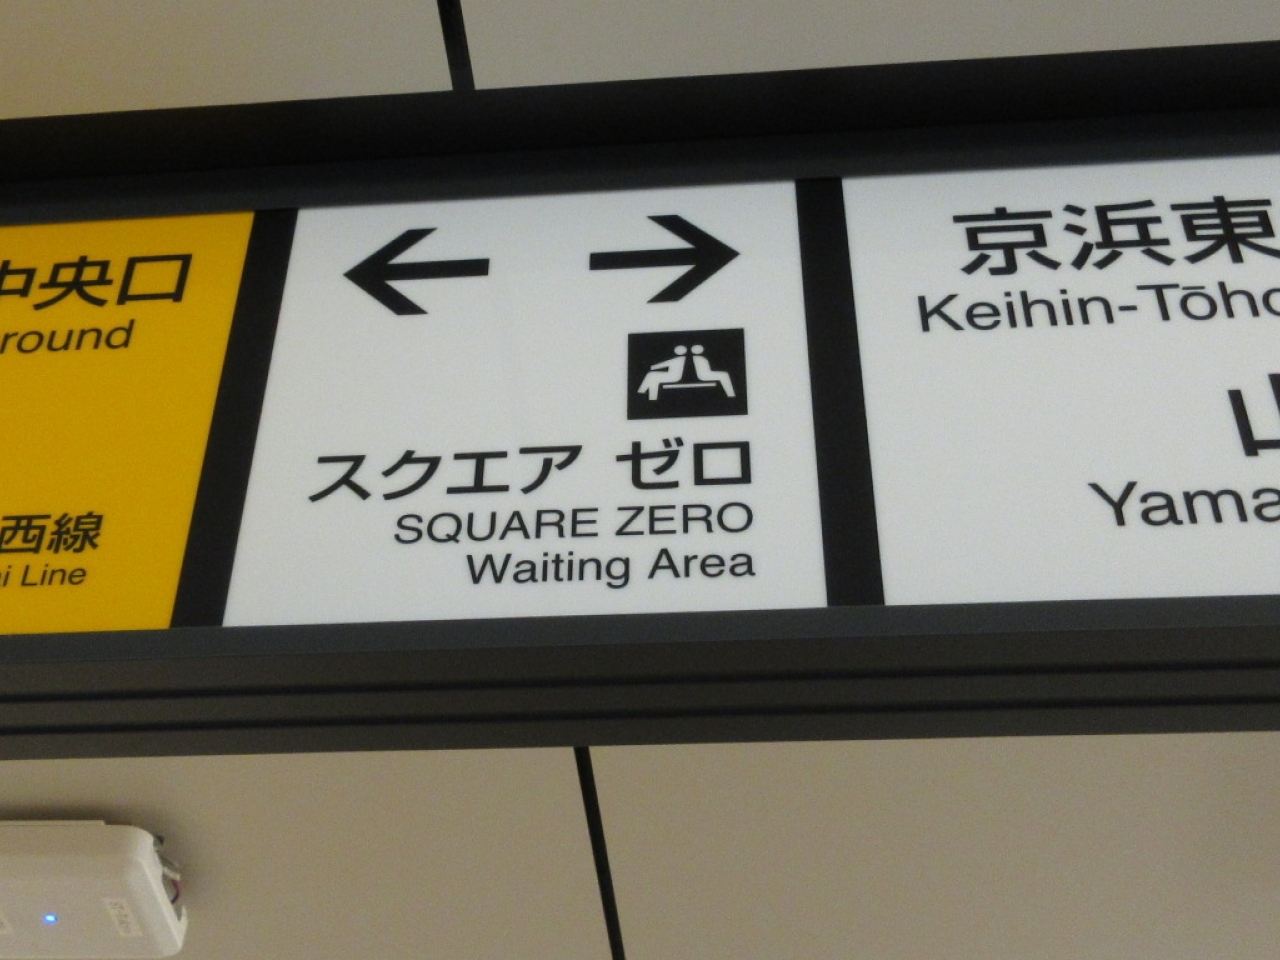 中央口
round
西線
i Line
スクエア ゼロ
SQUARE ZERO
Waiting Area
京浜東
Keihin-Tōho
山
Yama